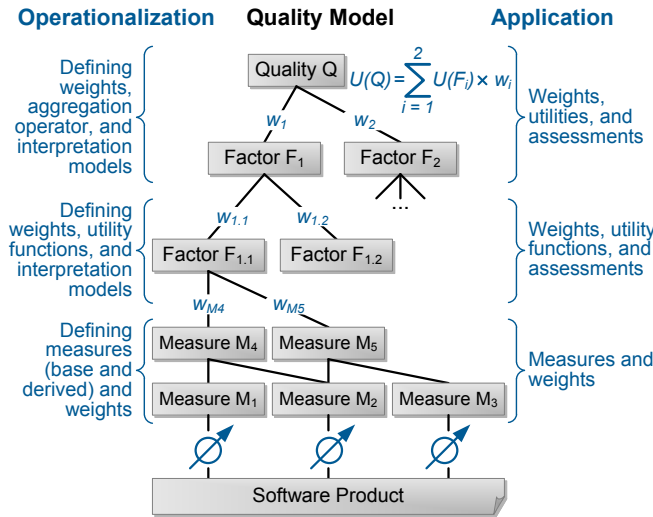 Operationalization Quality Model Application
Defining
weights,
aggregation
operator, and
interpretation
models
Quality Q
U(Q) = 2∑i = 1 U(Fi) × wi
w1
w2
Factor F1
Factor F2
...
Weights,
utilities, and
assessments
Defining
weights, utility
functions, and
interpretation
models
w1.1
w1.2
Factor F1.1
Factor F1.2
Weights, utility
functions, and
assessments
wM4
wM5
Defining
measures
(base and
derived) and
weights
Measure M4
Measure M5
Measure M1
Measure M2
Measure M3
Measures and
weights
Software Product